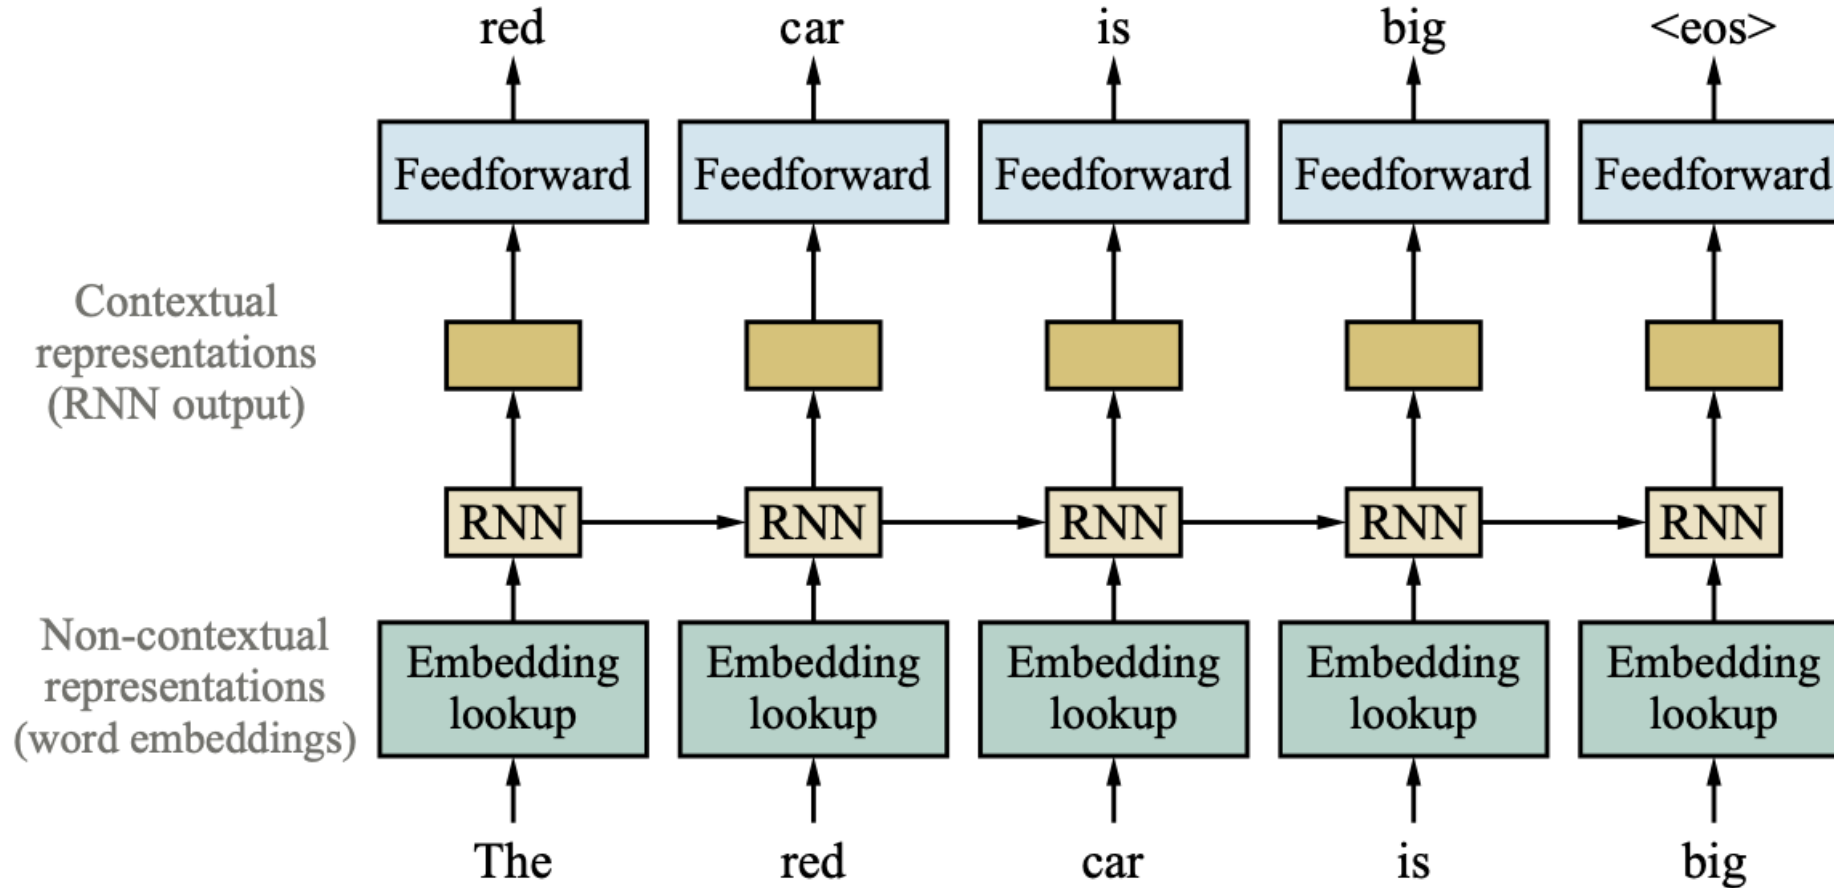 red car is big <eos>
Feedforward Feedforward Feedforward Feedforward Feedforward
Contextual
representations
(RNN output)
RNN RNN RNN RNN RNN
Non-contextual
representations
(word embeddings)
Embedding Embedding Embedding Embedding Embedding
lookup lookup lookup lookup lookup
The red car is big